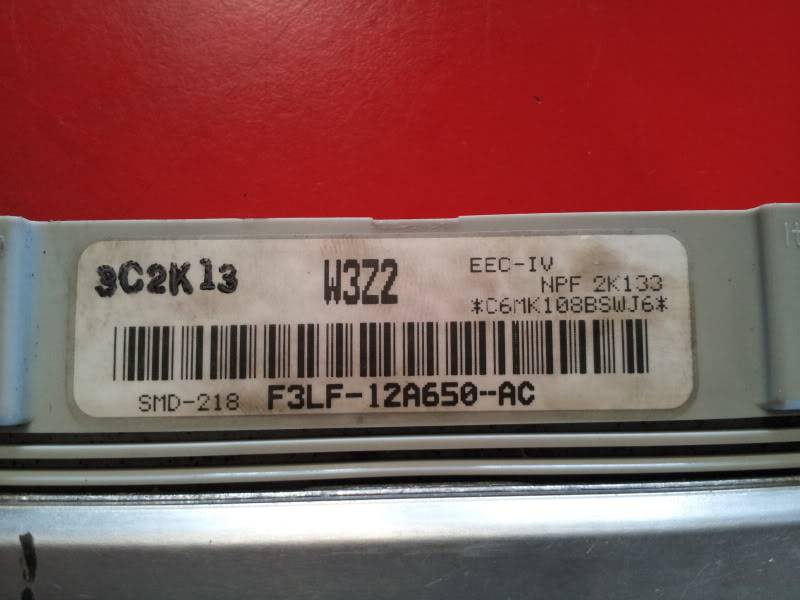 3C2K13
W3Z2
EEC-IV
NPF 2K133
*C6MK108BSWJ6*
SMD-218 F3LF-12A650-AC